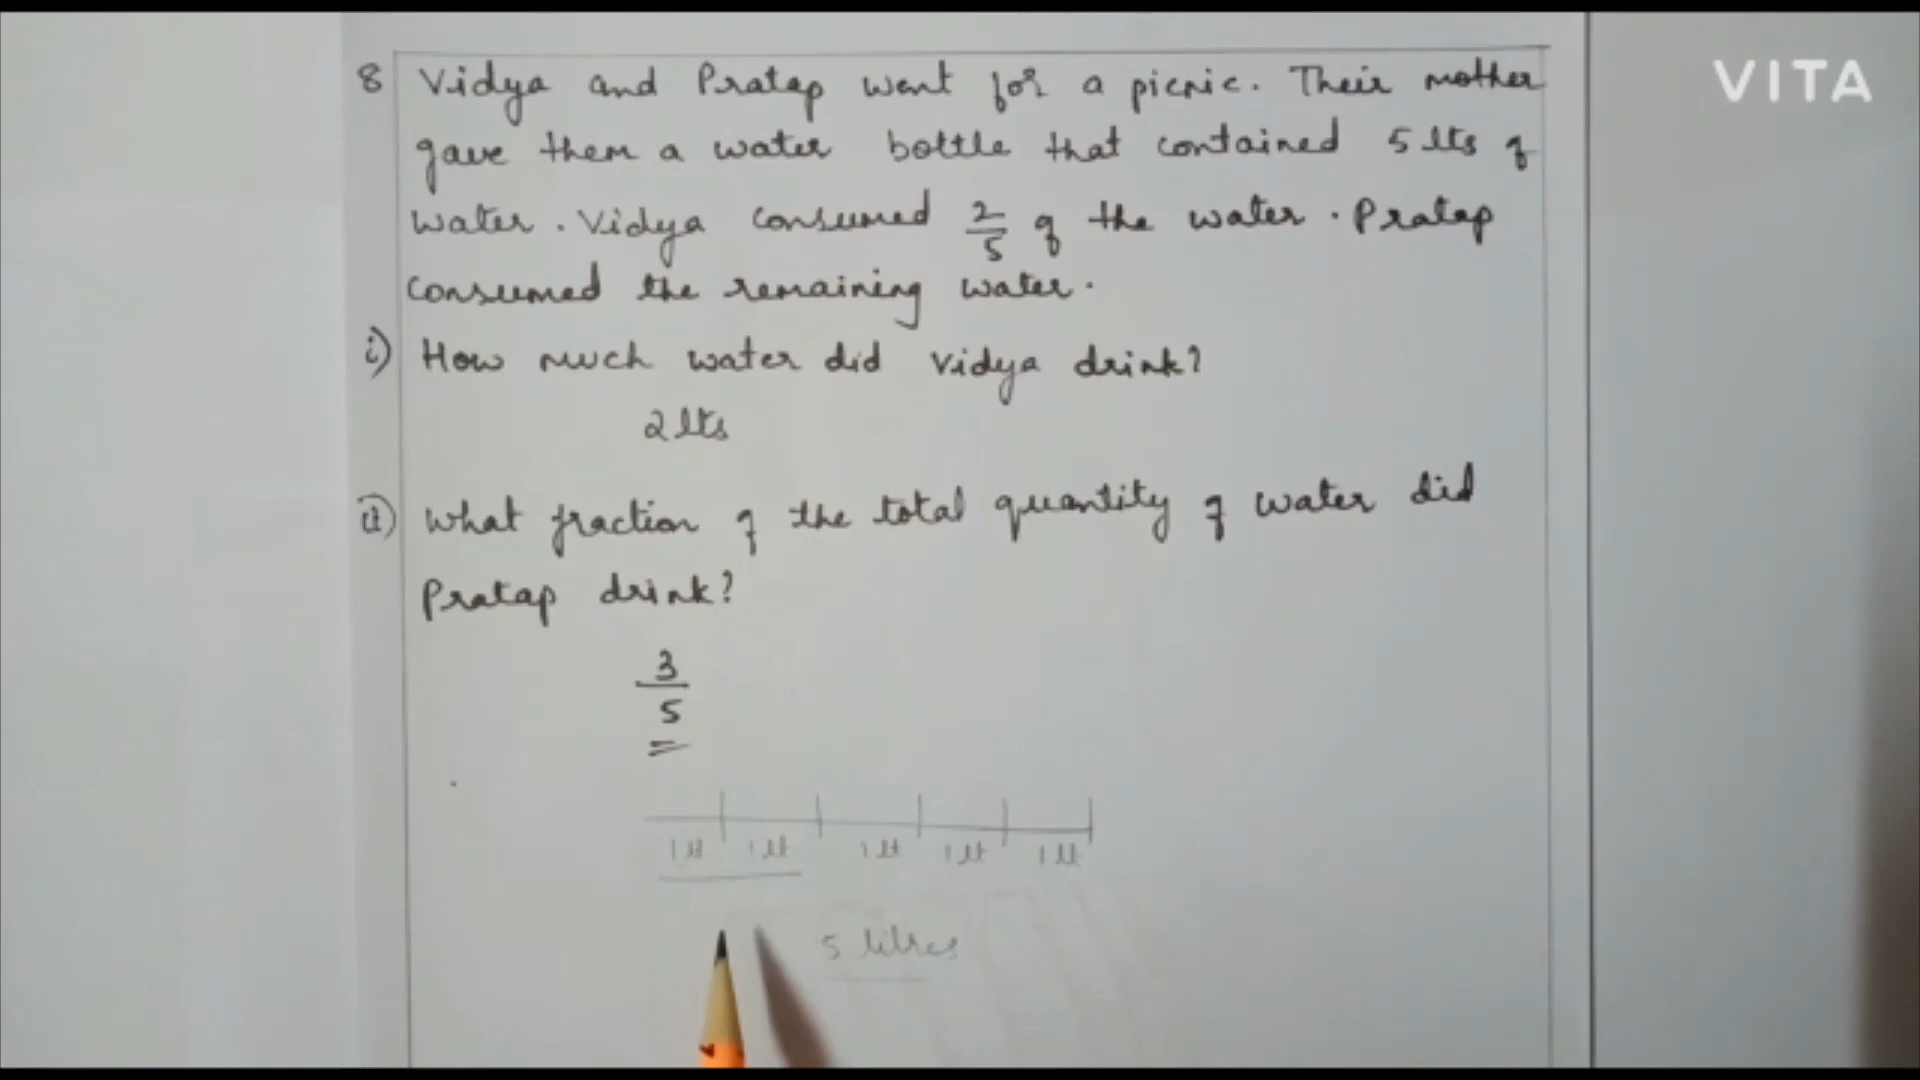 VITA
8 Vidya and Pratap went for a picnic. Their mother
gave them a water bottle that contained 5 lts of
water. Vidya consumed 2/5 of the water. Pratap
consumed the remaining water.
i) How much water did Vidya drink?
2 lts
ii) What fraction of the total quantity of water did
Pratap drink?
3/5
=
1 lt 1 lt 1 lt 1 lt 1 lt
5 litres